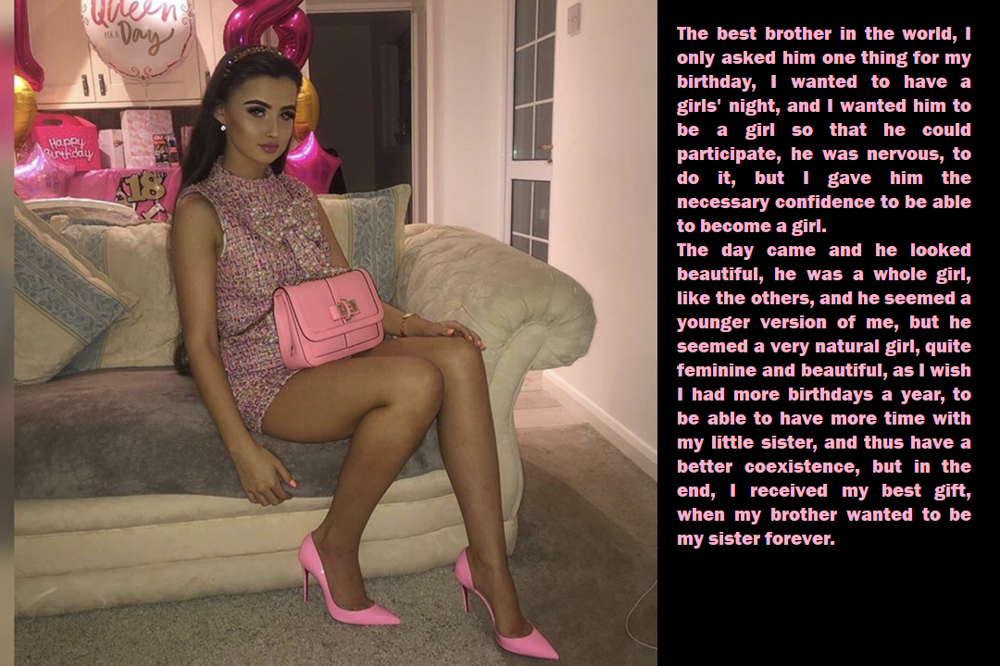 Queen
FOR A
Day
Happy
Birthday
18
The best brother in the world, I
only asked him one thing for my
birthday, I wanted to have a
girls' night, and I wanted him to
be a girl so that he could
participate, he was nervous, to
do it, but I gave him the
necessary confidence to be able
to become a girl.
The day came and he looked
beautiful, he was a whole girl,
like the others, and he seemed a
younger version of me, but he
seemed a very natural girl, quite
feminine and beautiful, as I wish
I had more birthdays a year, to
be able to have more time with
my little sister, and thus have a
better coexistence, but in the
end, I received my best gift,
when my brother wanted to be
my sister forever.